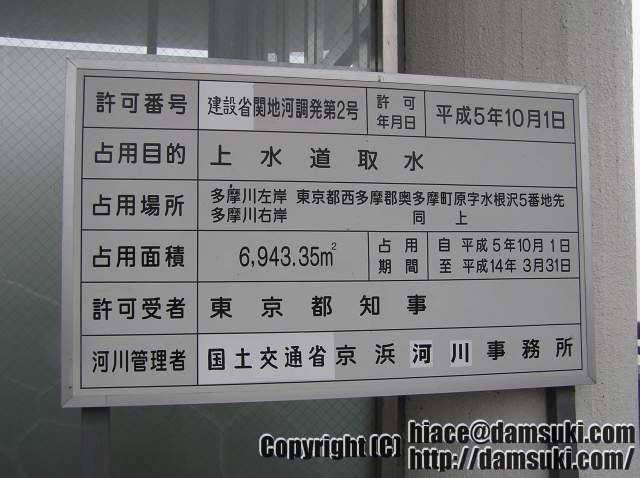 許可番号 建設省関地河調発第2号 許可年月日 平成5年10月1日
占用目的 上水道取水
占用場所 多摩川左岸 東京都西多摩郡奥多摩町原字水根沢5番地先
多摩川右岸 同上
占用面積 6,943.35m² 占用期間 自 平成5年10月1日
至 平成14年3月31日
許可受者 東京都知事
河川管理者 国土交通省京浜河川事務所
Copyright (C) hiace@damsuki.com
http://damsuki.com/